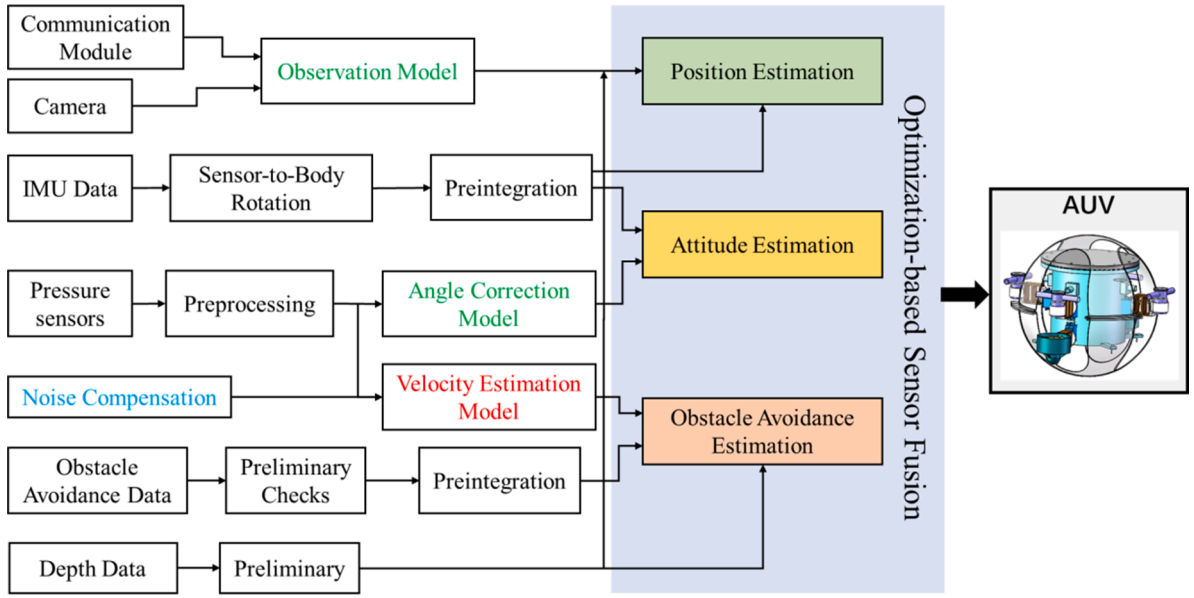 Communication
Module
Camera
Observation Model
Position Estimation
IMU Data
Sensor-to-Body
Rotation
Preintegration
Attitude Estimation
Pressure
sensors
Preprocessing
Angle Correction
Model
Noise Compensation
Velocity Estimation
Model
Obstacle Avoidance
Estimation
Obstacle
Avoidance Data
Preliminary
Checks
Preintegration
Depth Data
Preliminary
Optimization-based Sensor Fusion
AUV